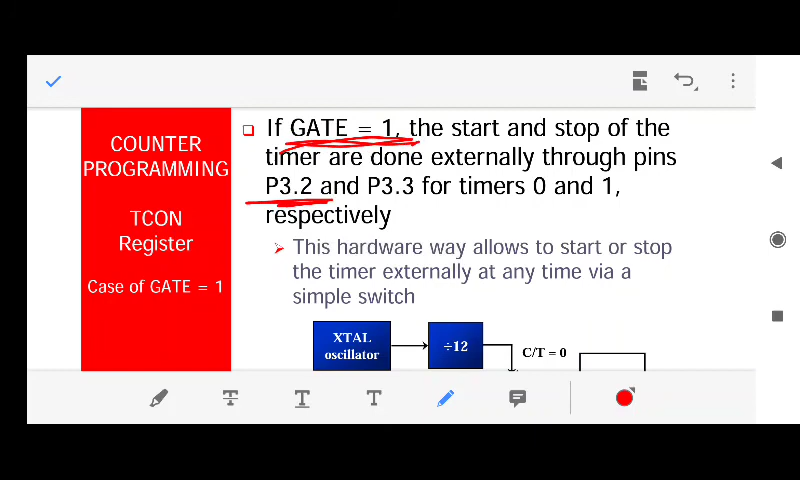 COUNTER
PROGRAMMING
TCON
Register
Case of GATE = 1
If GATE = 1, the start and stop of the
timer are done externally through pins
P3.2 and P3.3 for timers 0 and 1,
respectively
This hardware way allows to start or stop
the timer externally at any time via a
simple switch
XTAL
oscillator
÷12
C/T = 0